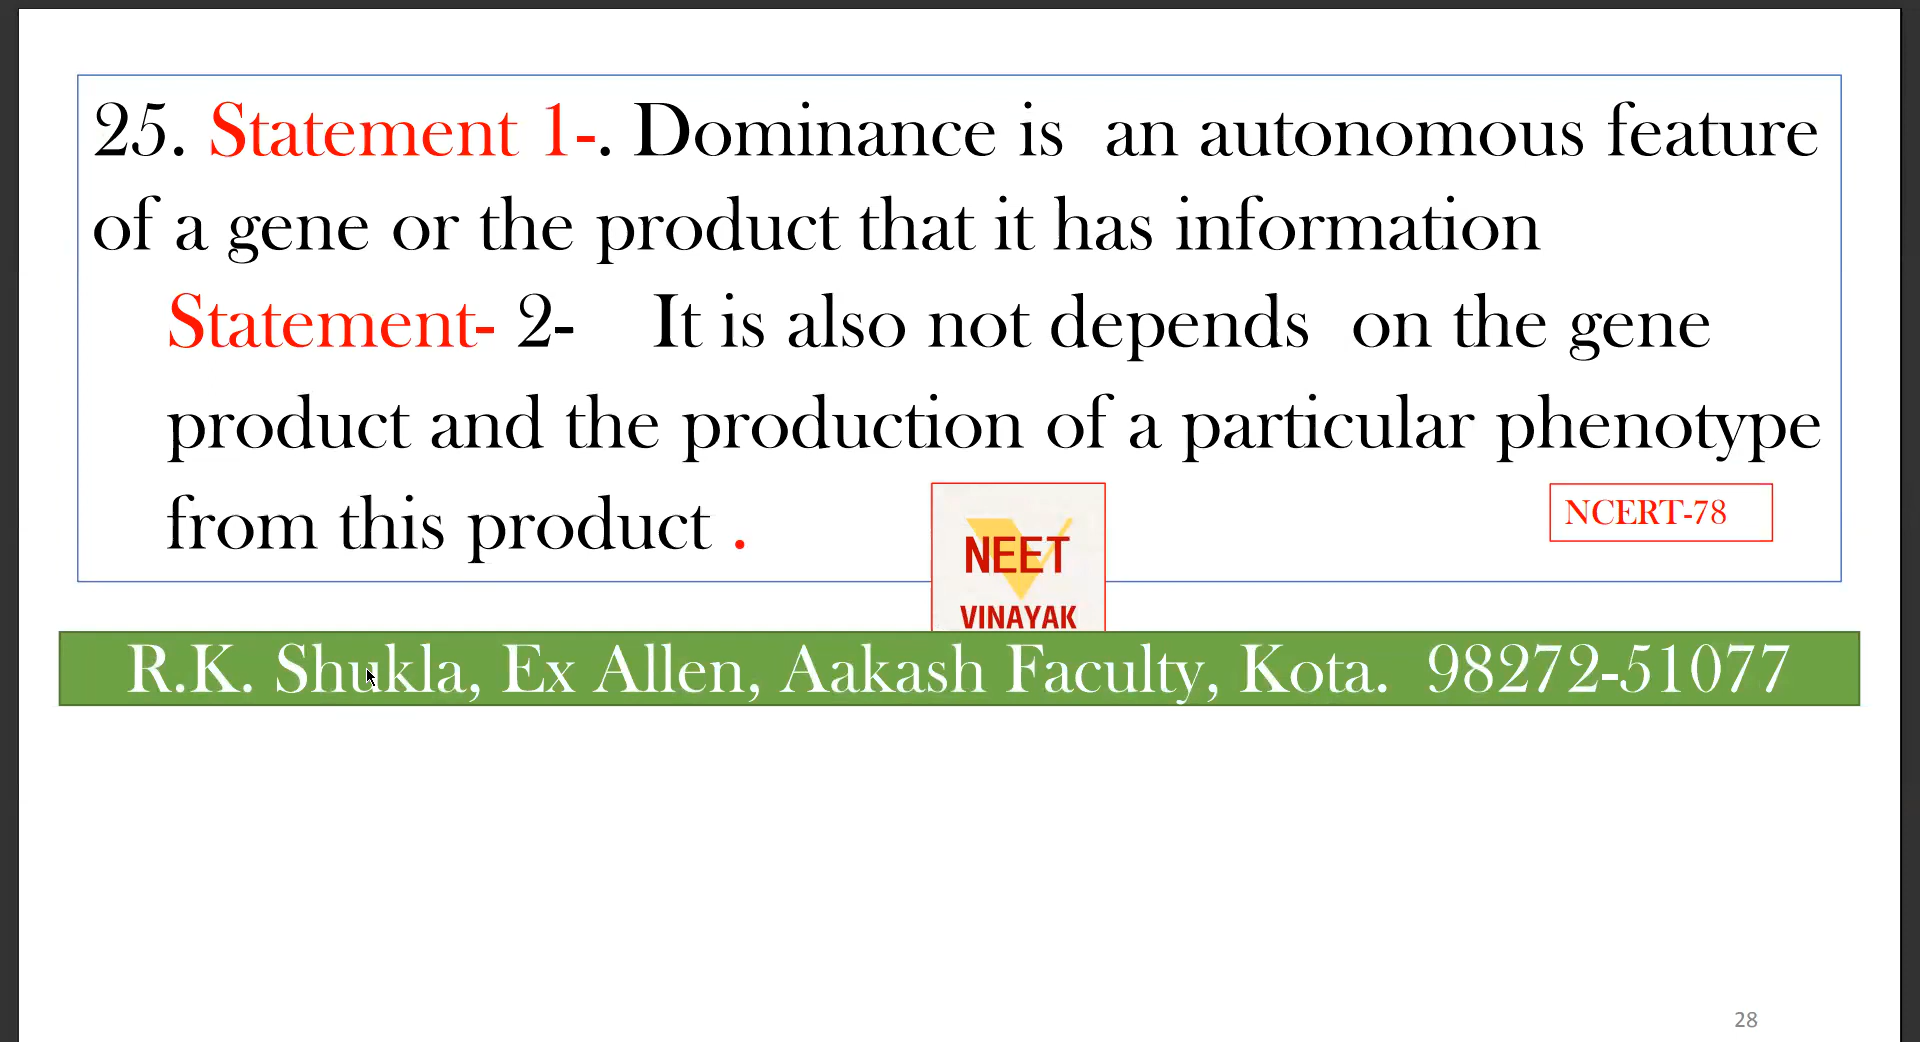 25. Statement 1-. Dominance is an autonomous feature
of a gene or the product that it has information
Statement- 2- It is also not depends on the gene
product and the production of a particular phenotype
from this product .
NCERT-78
NEET
VINAYAK
R.K. Shukla, Ex Allen, Aakash Faculty, Kota. 98272-51077
28